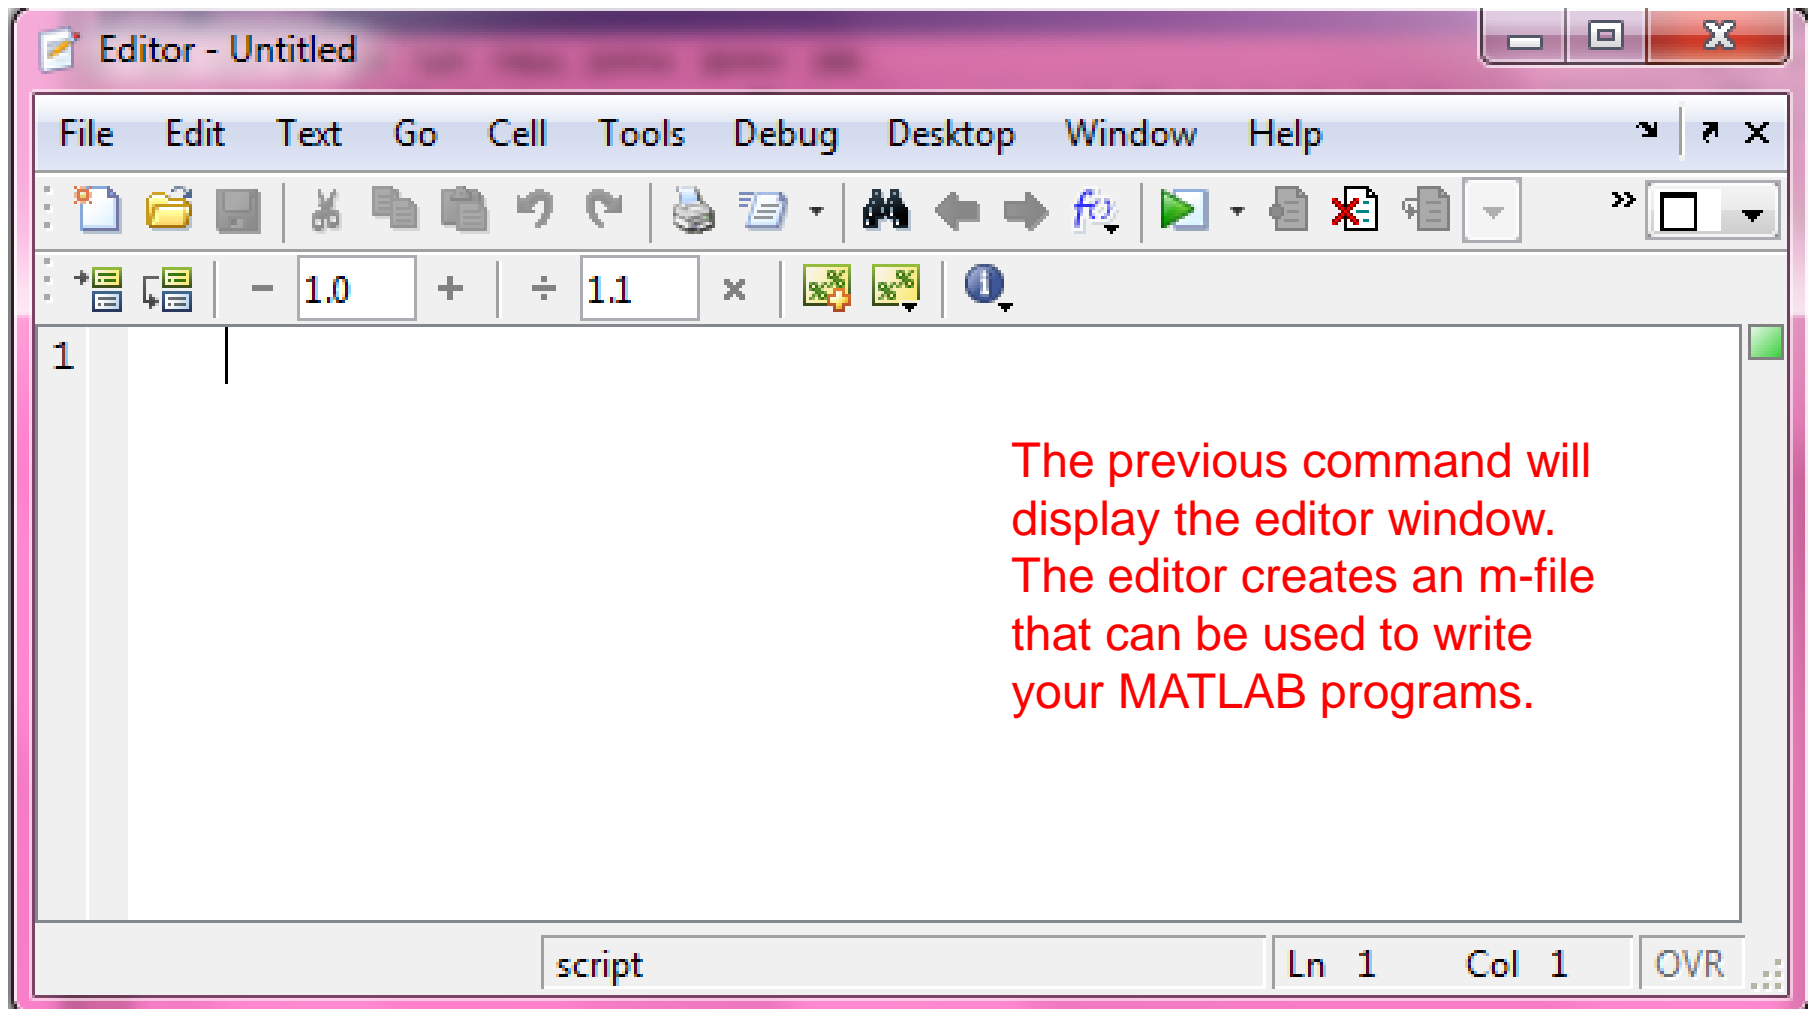 Editor - Untitled
File Edit Text Go Cell Tools Debug Desktop Window Help
− 1.0 + ÷ 1.1 ×
1
The previous command will
display the editor window.
The editor creates an m-file
that can be used to write
your MATLAB programs.
script Ln 1 Col 1 OVR